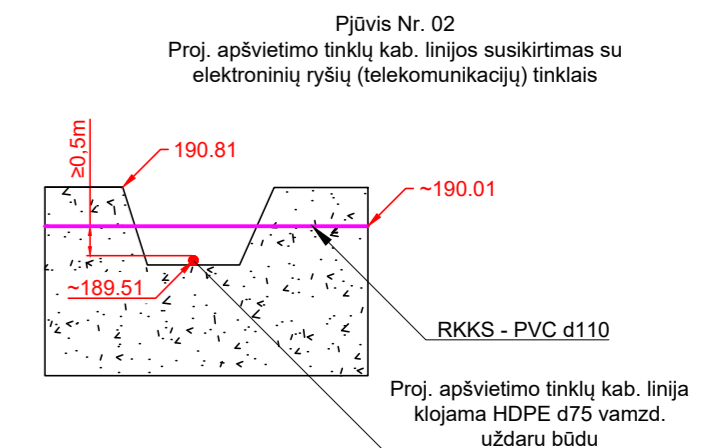 Pjūvis Nr. 02
Proj. apšvietimo tinklų kab. linijos susikirtimas su
elektroninių ryšių (telekomunikacijų) tinklais
≥0,5m
190.81
~190.01
~189.51
RKKS - PVC d110
Proj. apšvietimo tinklų kab. linija
klojama HDPE d75 vamzd.
uždaru būdu